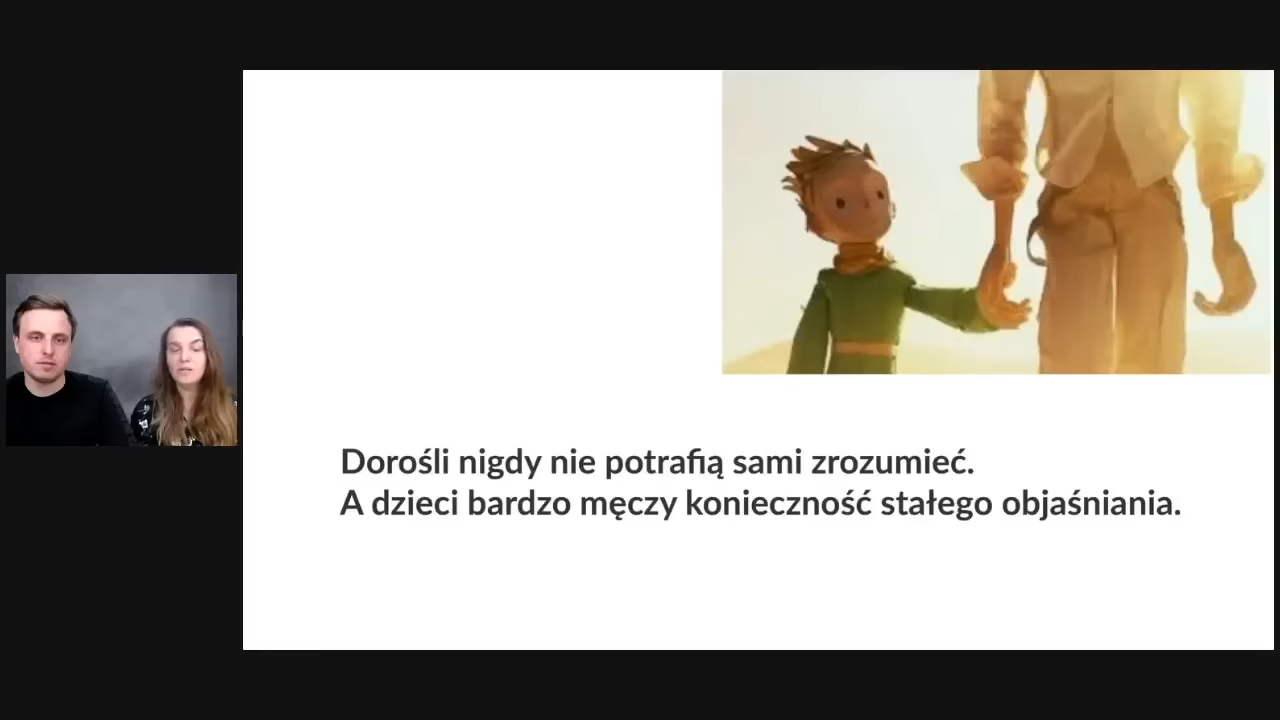 Dorośli nigdy nie potrafią sami zrozumieć.
A dzieci bardzo męczy konieczność stałego objaśniania.